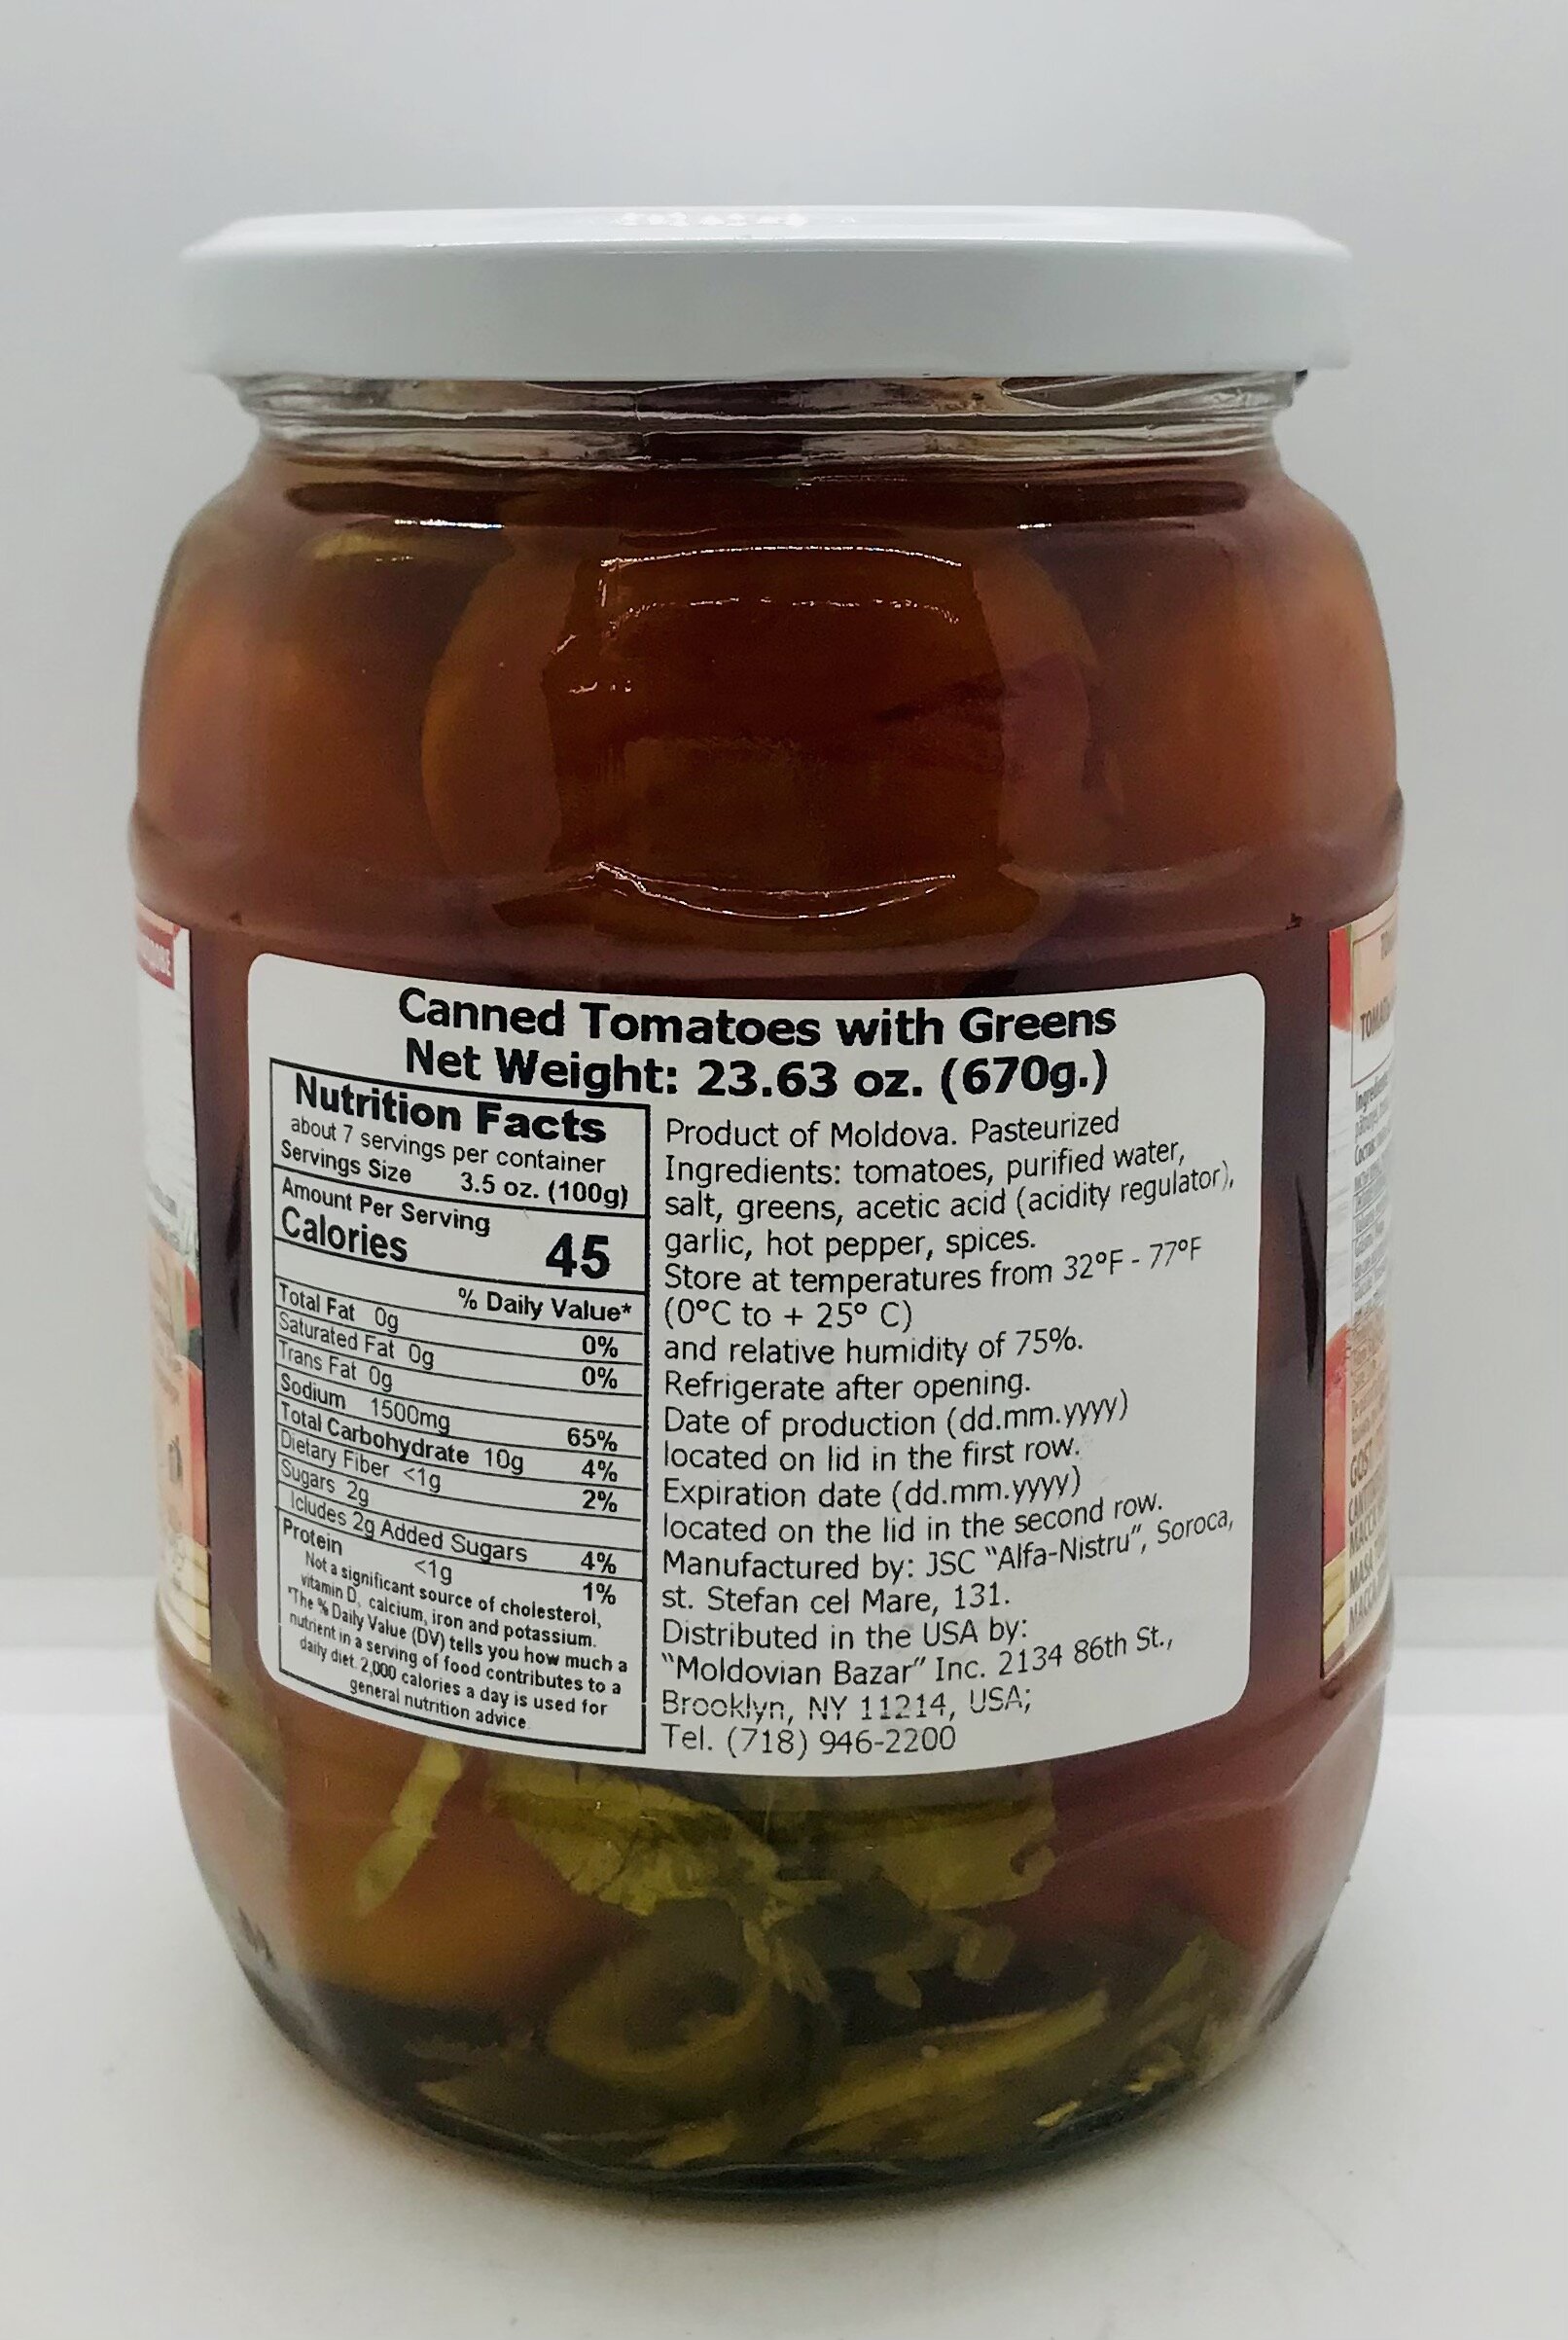 Canned Tomatoes with Greens
Net Weight: 23.63 oz. (670g.)
Nutrition Facts
about 7 servings per container
Servings Size 3.5 oz. (100g)
Amount Per Serving
Calories 45
% Daily Value*
Total Fat 0g 0%
Saturated Fat 0g 0%
Trans Fat 0g
Sodium 1500mg 65%
Total Carbohydrate 10g 4%
Dietary Fiber <1g 2%
Sugars 2g
Icludes 2g Added Sugars 4%
Protein <1g 1%
Not a significant source of cholesterol,
vitamin D, calcium, iron and potassium.
*The % Daily Value (DV) tells you how much a
nutrient in a serving of food contributes to a
daily diet. 2,000 calories a day is used for
general nutrition advice.
Product of Moldova. Pasteurized
Ingredients: tomatoes, purified water,
salt, greens, acetic acid (acidity regulator),
garlic, hot pepper, spices.
Store at temperatures from 32°F - 77°F
(0°C to + 25° C)
and relative humidity of 75%.
Refrigerate after opening.
Date of production (dd.mm.yyyy)
located on lid in the first row.
Expiration date (dd.mm.yyyy)
located on the lid in the second row.
Manufactured by: JSC "Alfa-Nistru", Soroca,
st. Stefan cel Mare, 131.
Distributed in the USA by:
"Moldovian Bazar" Inc. 2134 86th St.,
Brooklyn, NY 11214, USA;
Tel. (718) 946-2200
GOST